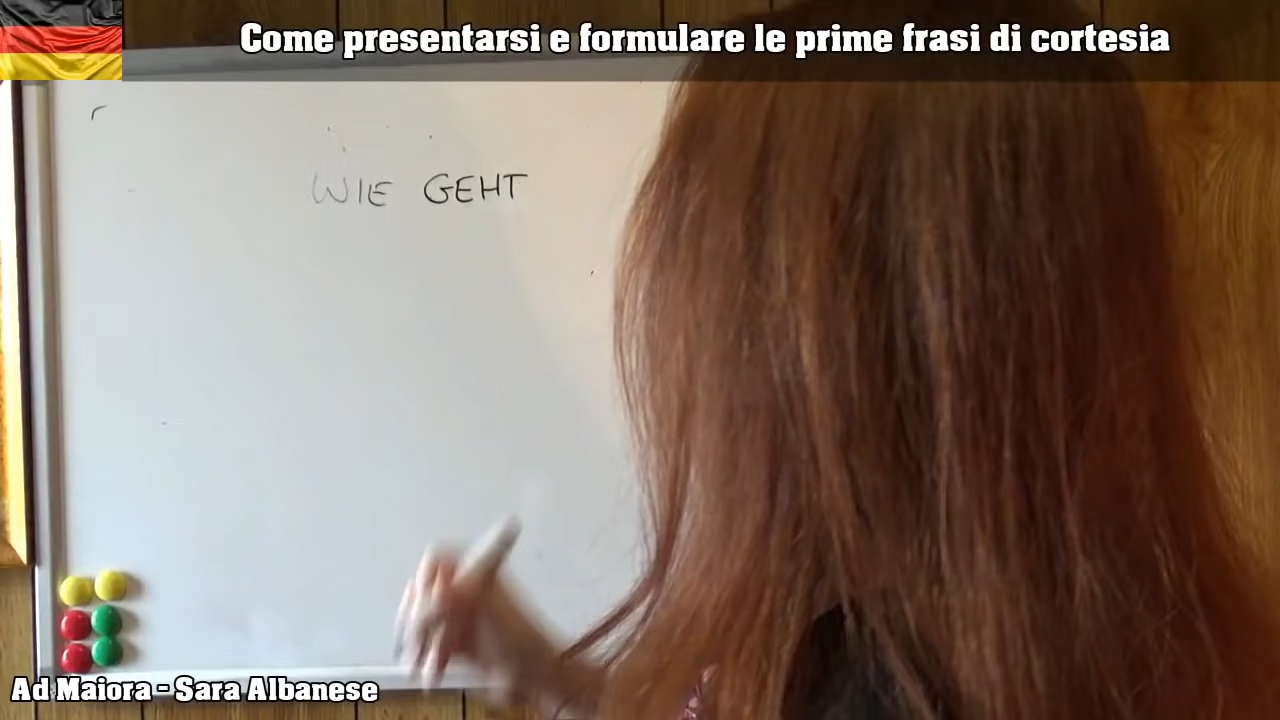 Come presentarsi e formulare le prime frasi di cortesia
WIE GEHT
Ad Maiora - Sara Albanese